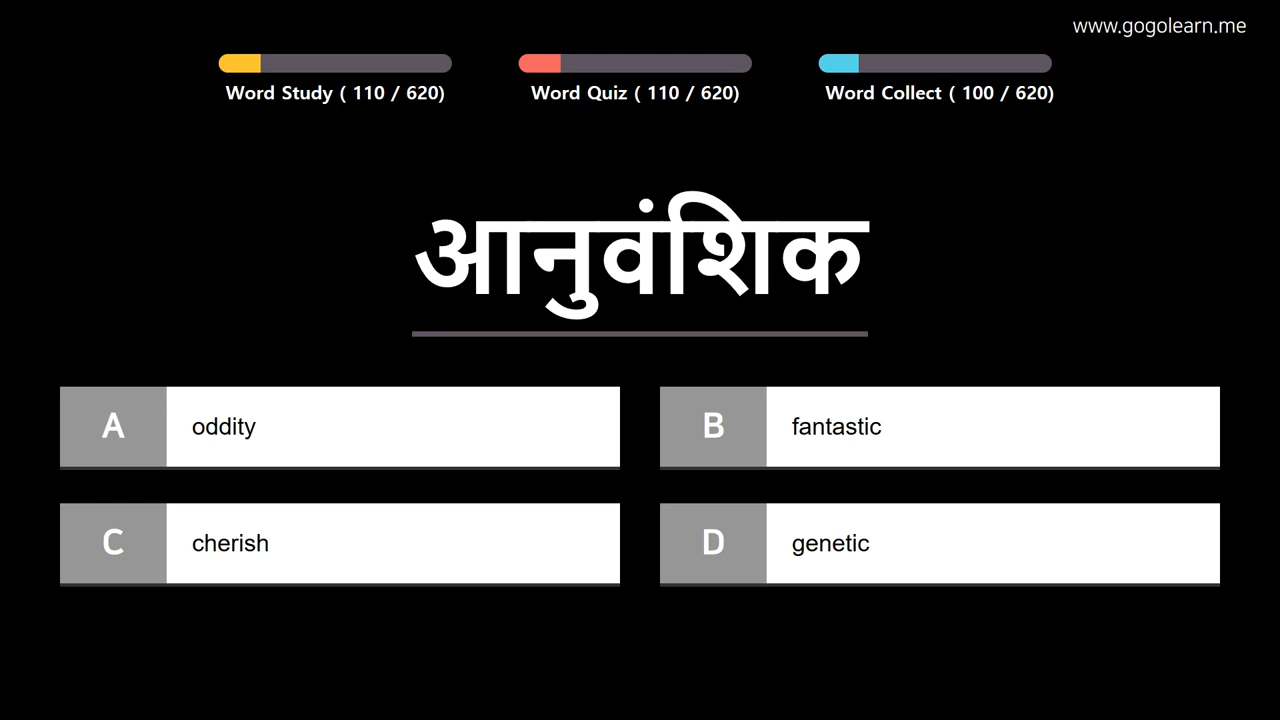 www.gogolearn.me
Word Study ( 110 / 620)
Word Quiz ( 110 / 620)
Word Collect ( 100 / 620)
आनुवंशिक
A oddity
B fantastic
C cherish
D genetic